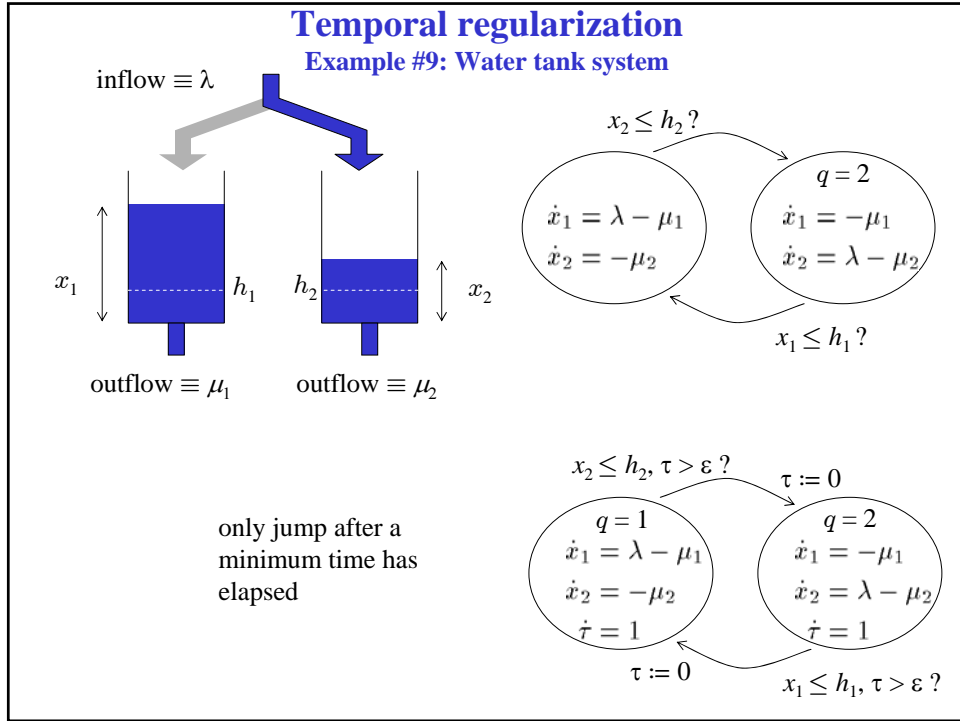 Temporal regularization
Example #9: Water tank system
inflow ≡ λ
x₁
h₁
h₂
x₂
outflow ≡ μ₁
outflow ≡ μ₂
x₂ ≤ h₂ ?
ẋ₁ = λ − μ₁
ẋ₂ = −μ₂
q = 2
ẋ₁ = −μ₁
ẋ₂ = λ − μ₂
x₁ ≤ h₁ ?
only jump after a
minimum time has
elapsed
x₂ ≤ h₂, τ > ε ?
τ := 0
q = 1
ẋ₁ = λ − μ₁
ẋ₂ = −μ₂
τ̇ = 1
q = 2
ẋ₁ = −μ₁
ẋ₂ = λ − μ₂
τ̇ = 1
τ := 0
x₁ ≤ h₁, τ > ε ?